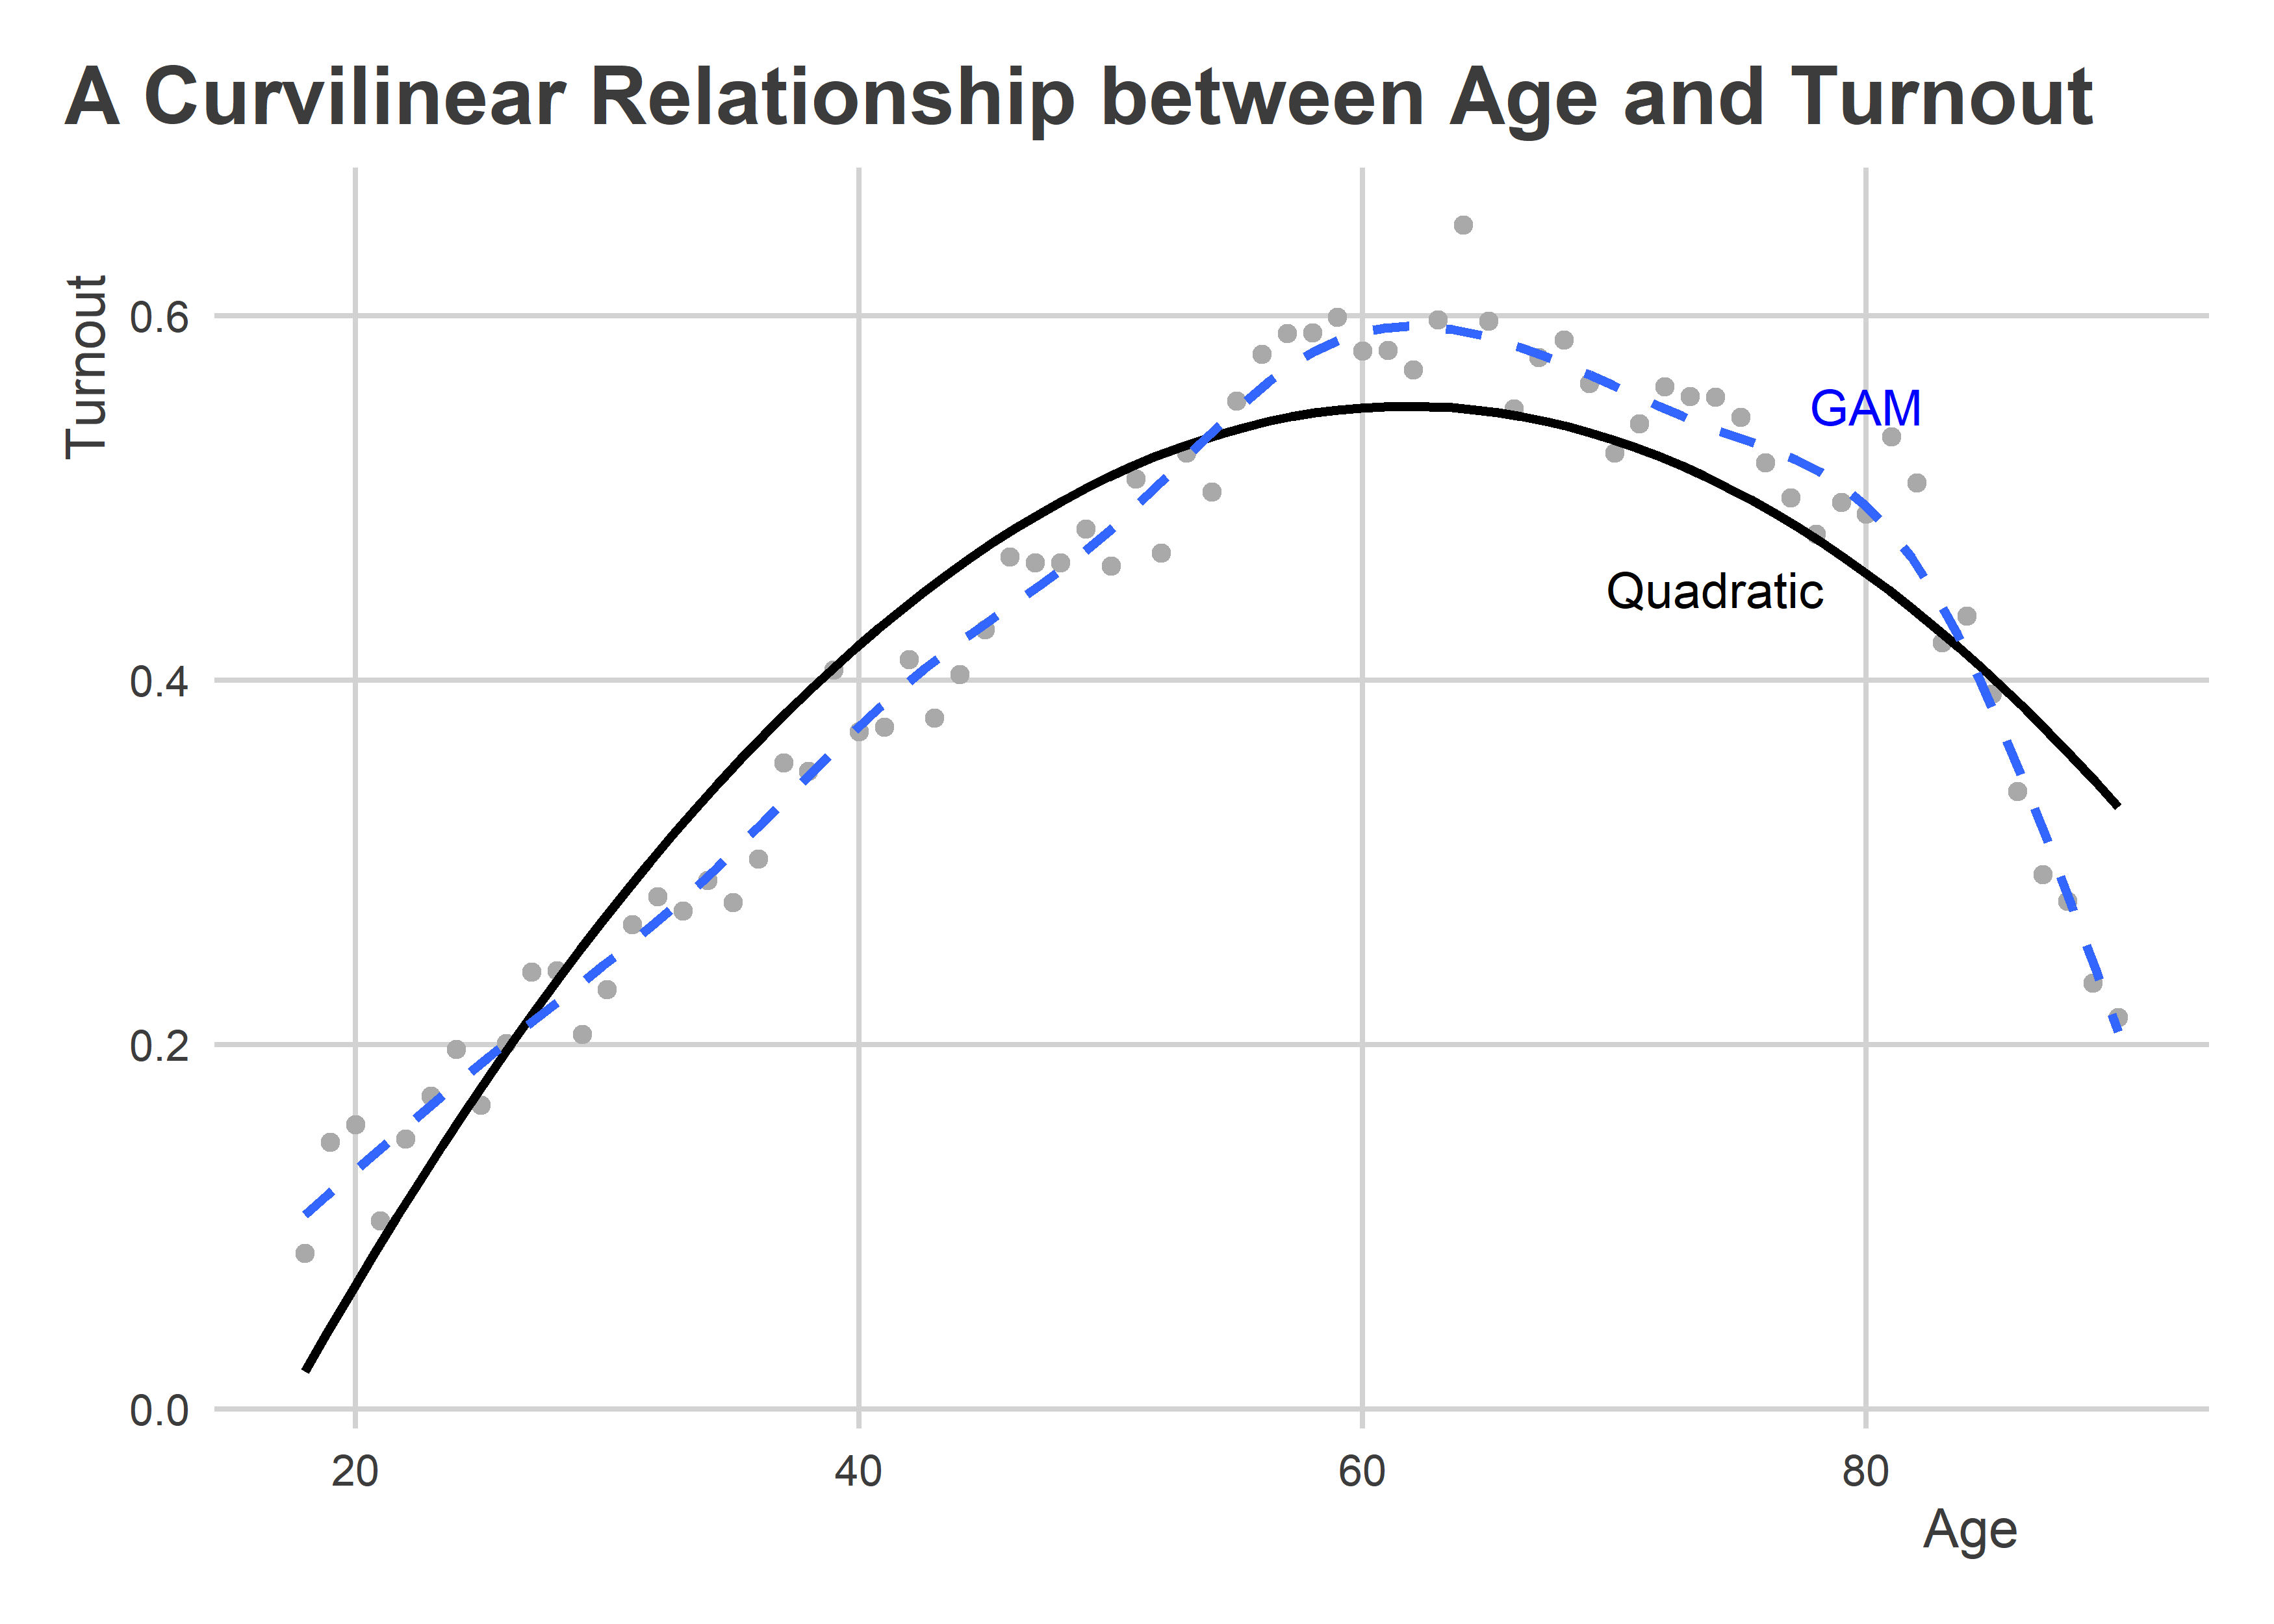 A Curvilinear Relationship between Age and Turnout
Turnout
0.6
0.4
0.2
0.0
GAM
Quadratic
20 40 60 80
Age